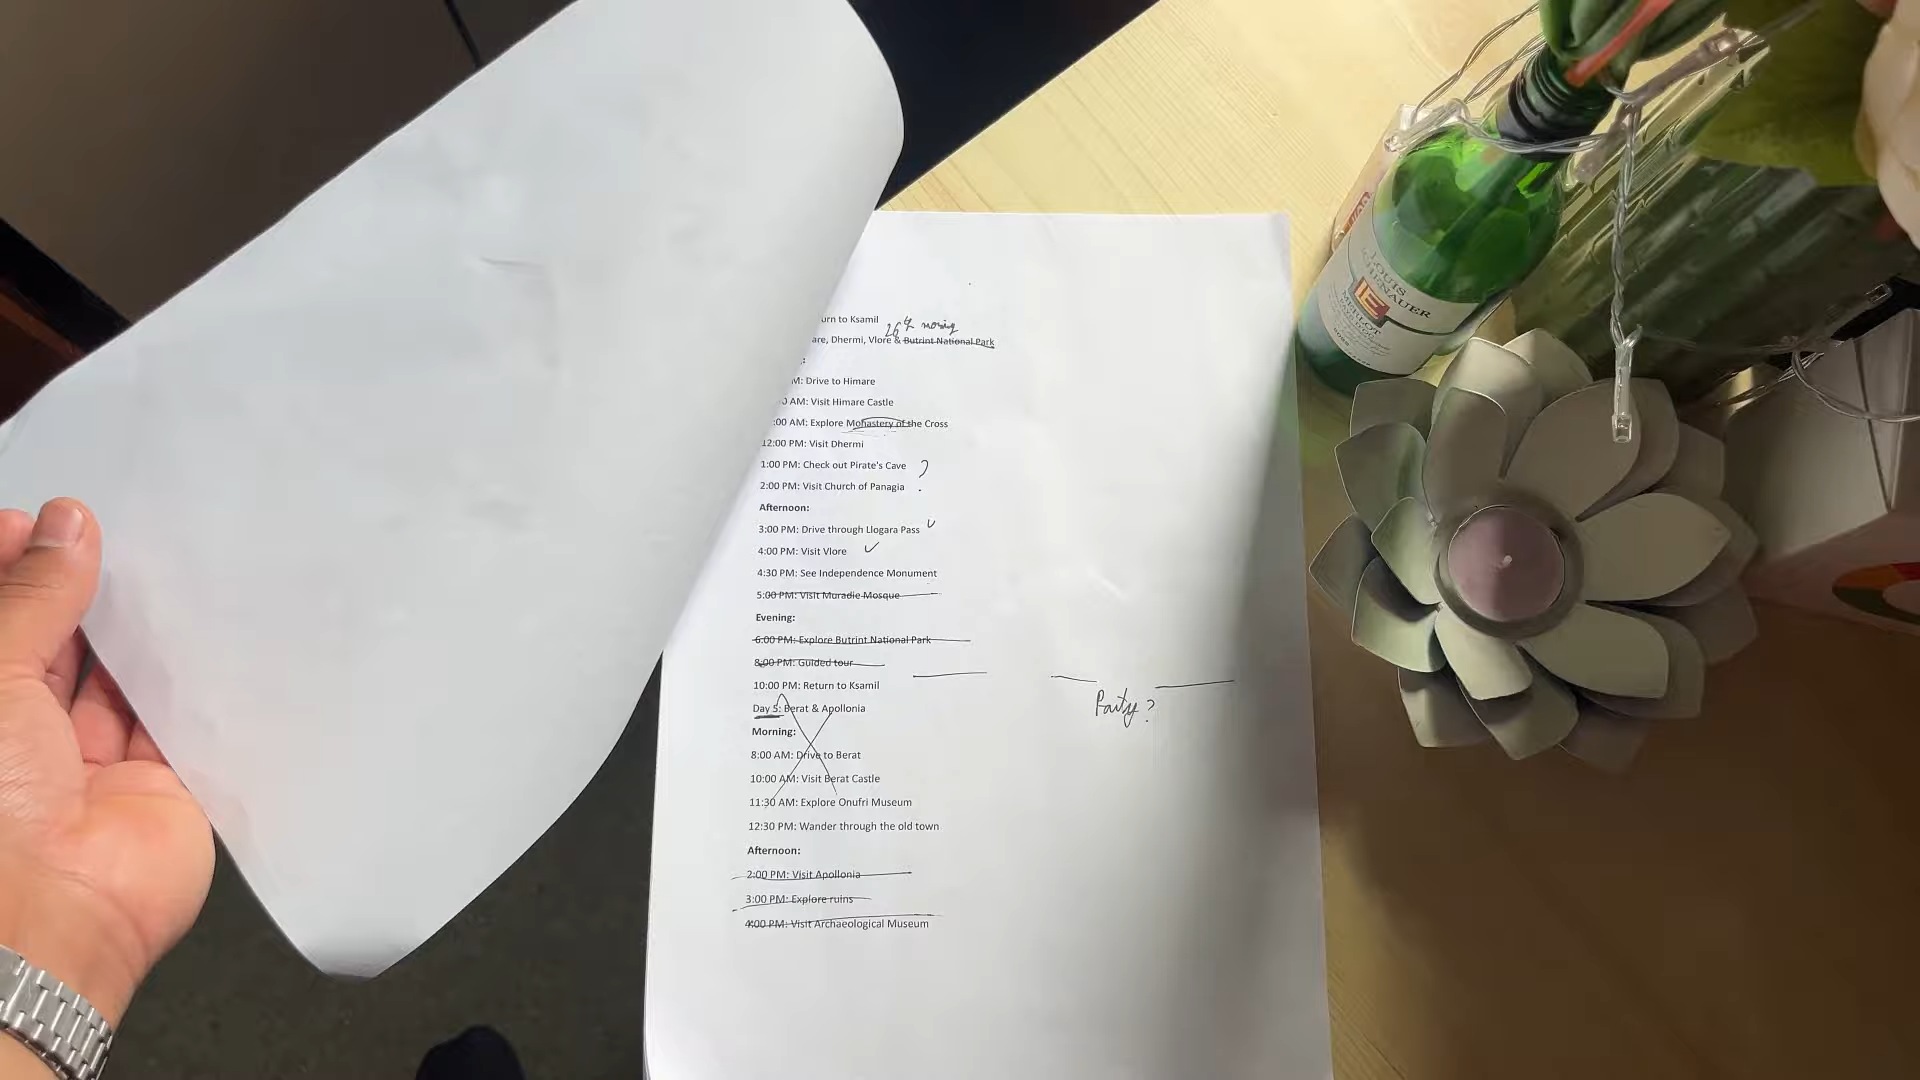 urn to Ksamil
26th
are, Dhermi, Vlore & Butrint National Park
:
M: Drive to Himare
0 AM: Visit Himare Castle
:00 AM: Explore Monastery of the Cross
12:00 PM: Visit Dhermi
1:00 PM: Check out Pirate's Cave ?
2:00 PM: Visit Church of Panagia
Afternoon:
3:00 PM: Drive through Llogara Pass ✓
4:00 PM: Visit Vlore ✓
4:30 PM: See Independence Monument
5:00 PM: Visit Muradie Mosque
Evening:
6:00 PM: Explore Butrint National Park
8:00 PM: Guided tour
10:00 PM: Return to Ksamil
Party?
Day 5: Berat & Apollonia
Morning:
8:00 AM: Drive to Berat
10:00 AM: Visit Berat Castle
11:30 AM: Explore Onufri Museum
12:30 PM: Wander through the old town
Afternoon:
2:00 PM: Visit Apollonia
3:00 PM: Explore ruins
4:00 PM: Visit Archaeological Museum
LOUIS
ESCHENAUER
LE
MERLOT